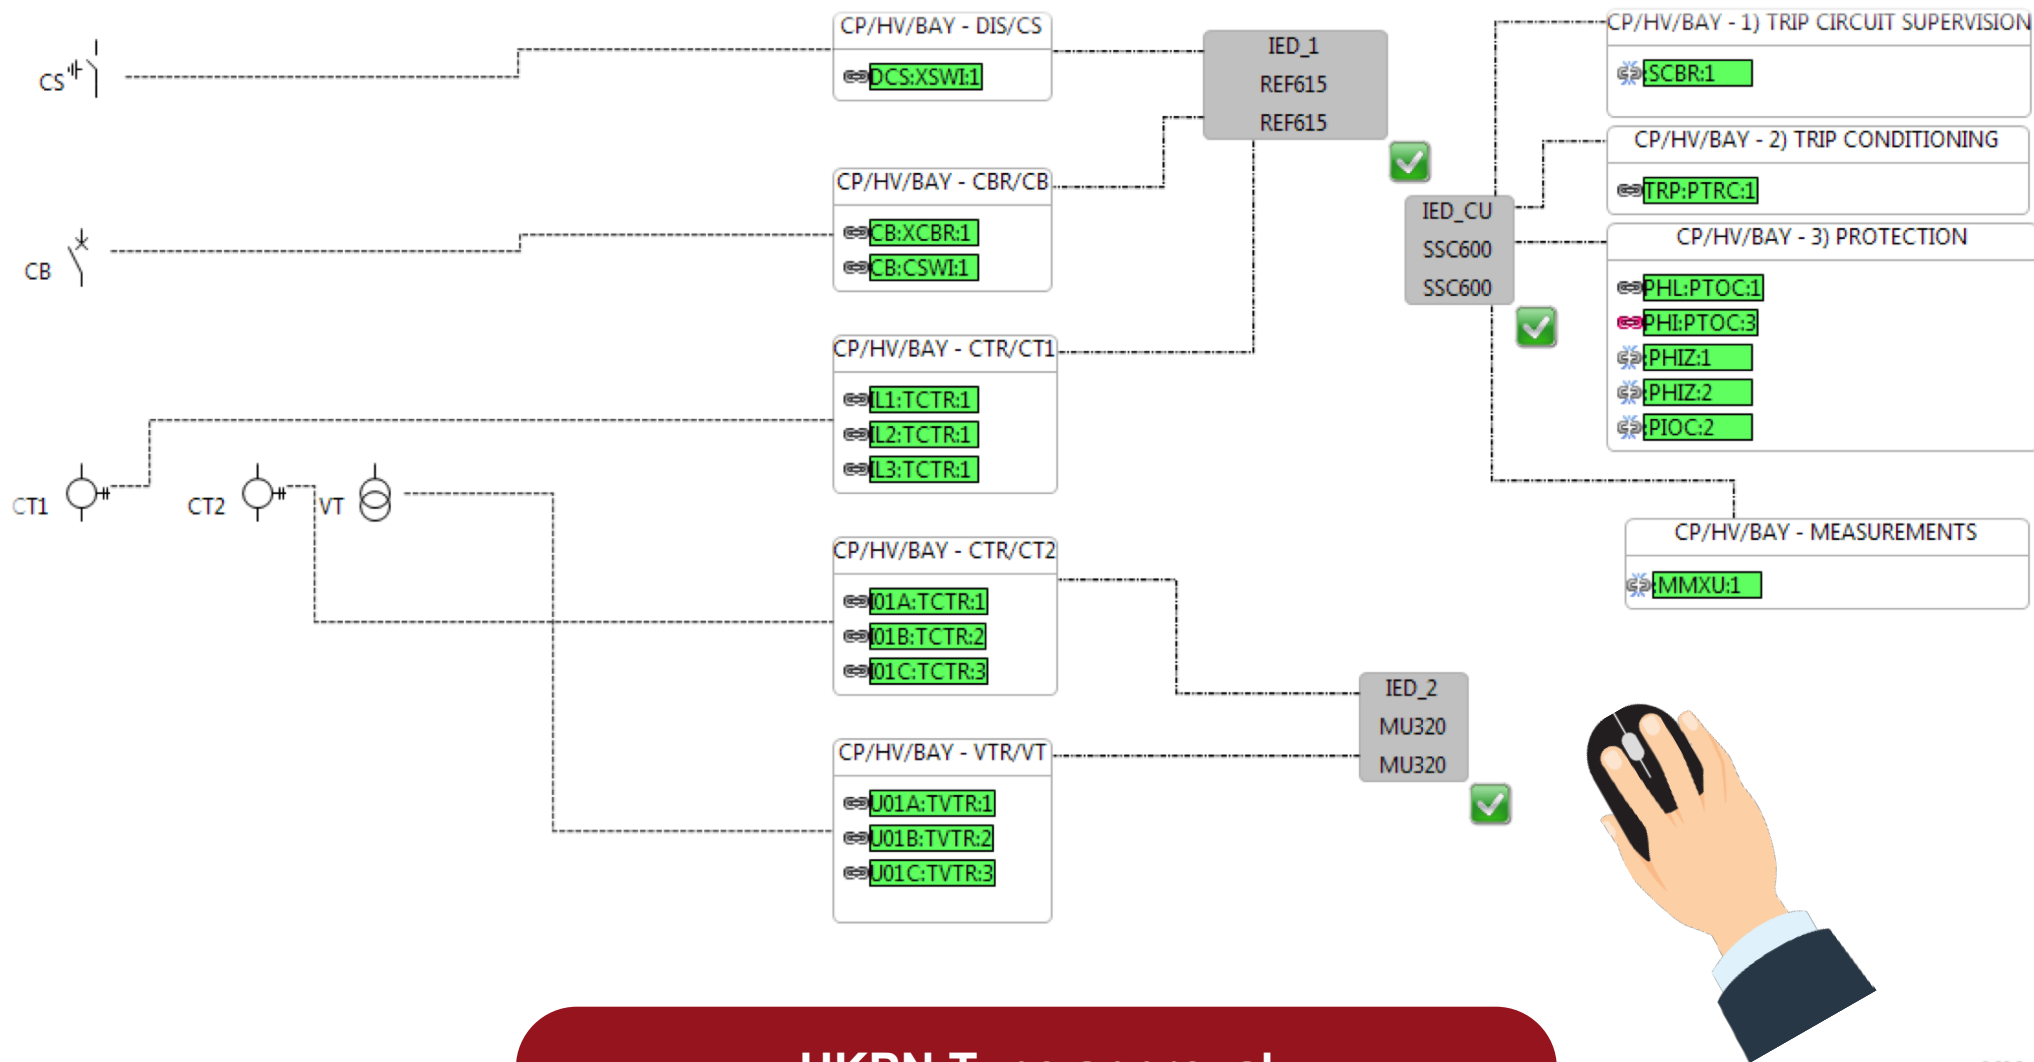 CS
CB
CT1
CT2
VT
CP/HV/BAY - DIS/CS
DCS:XSWI:1
CP/HV/BAY - CBR/CB
CB:XCBR:1
CB:CSWI:1
CP/HV/BAY - CTR/CT1
IL1:TCTR:1
IL2:TCTR:1
IL3:TCTR:1
CP/HV/BAY - CTR/CT2
I01A:TCTR:1
I01B:TCTR:2
I01C:TCTR:3
CP/HV/BAY - VTR/VT
U01A:TVTR:1
U01B:TVTR:2
U01C:TVTR:3
IED_1
REF615
REF615
IED_CU
SSC600
SSC600
IED_2
MU320
MU320
CP/HV/BAY - 1) TRIP CIRCUIT SUPERVISION
:SCBR:1
CP/HV/BAY - 2) TRIP CONDITIONING
TRP:PTRC:1
CP/HV/BAY - 3) PROTECTION
PHL:PTOC:1
PHI:PTOC:3
:PHIZ:1
:PHIZ:2
:PIOC:2
CP/HV/BAY - MEASUREMENTS
:MMXU:1
UKPN Type approval